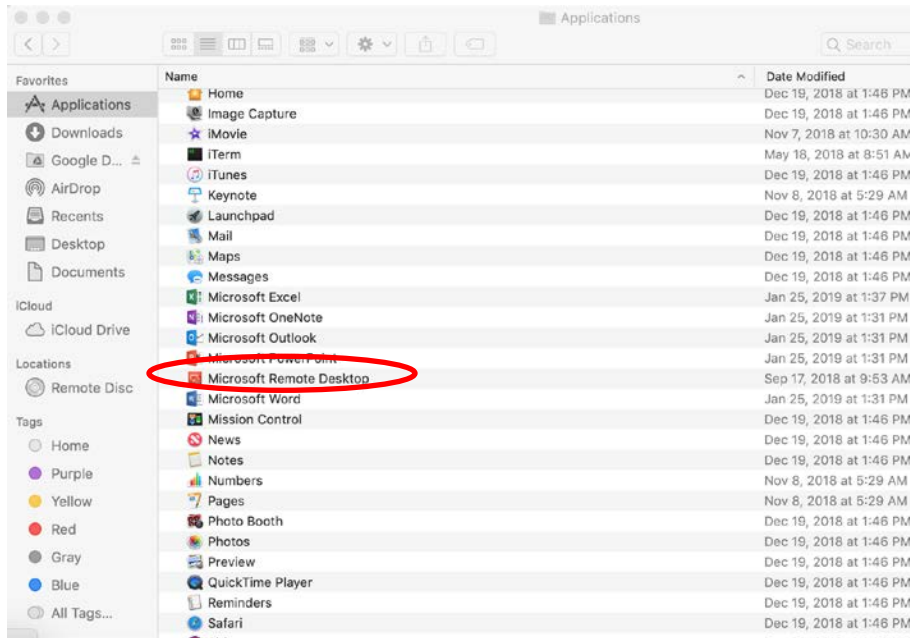 Applications
Search
Favorites
Applications
Downloads
Google D...
AirDrop
Recents
Desktop
Documents
iCloud
iCloud Drive
Locations
Remote Disc
Tags
Home
Purple
Yellow
Red
Gray
Blue
All Tags...
Name Date Modified
Home Dec 19, 2018 at 1:46 PM
Image Capture Dec 19, 2018 at 1:46 PM
iMovie Nov 7, 2018 at 10:30 AM
iTerm May 18, 2018 at 8:51 AM
iTunes Dec 19, 2018 at 1:46 PM
Keynote Nov 8, 2018 at 5:29 AM
Launchpad Dec 19, 2018 at 1:46 PM
Mail Dec 19, 2018 at 1:46 PM
Maps Dec 19, 2018 at 1:46 PM
Messages Dec 19, 2018 at 1:46 PM
Microsoft Excel Jan 25, 2019 at 1:37 PM
Microsoft OneNote Jan 25, 2019 at 1:31 PM
Microsoft Outlook Jan 25, 2019 at 1:31 PM
Microsoft PowerPoint Jan 25, 2019 at 1:31 PM
Microsoft Remote Desktop Sep 17, 2018 at 9:53 AM
Microsoft Word Jan 25, 2019 at 1:31 PM
Mission Control Dec 19, 2018 at 1:46 PM
News Dec 19, 2018 at 1:46 PM
Notes Dec 19, 2018 at 1:46 PM
Numbers Nov 8, 2018 at 5:29 AM
Pages Nov 8, 2018 at 5:29 AM
Photo Booth Dec 19, 2018 at 1:46 PM
Photos Dec 19, 2018 at 1:46 PM
Preview Dec 19, 2018 at 1:46 PM
QuickTime Player Dec 19, 2018 at 1:46 PM
Reminders Dec 19, 2018 at 1:46 PM
Safari Dec 19, 2018 at 1:46 PM